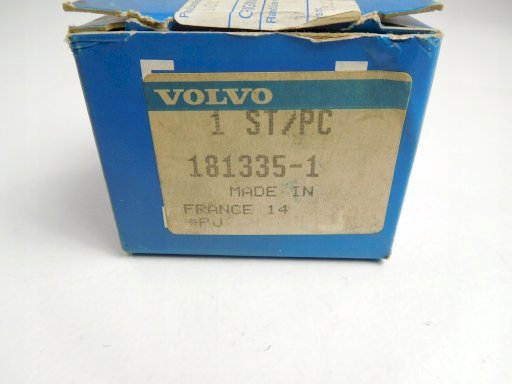 VOLVO
1 ST/PC
181335-1
MADE IN
FRANCE 14
*PJ